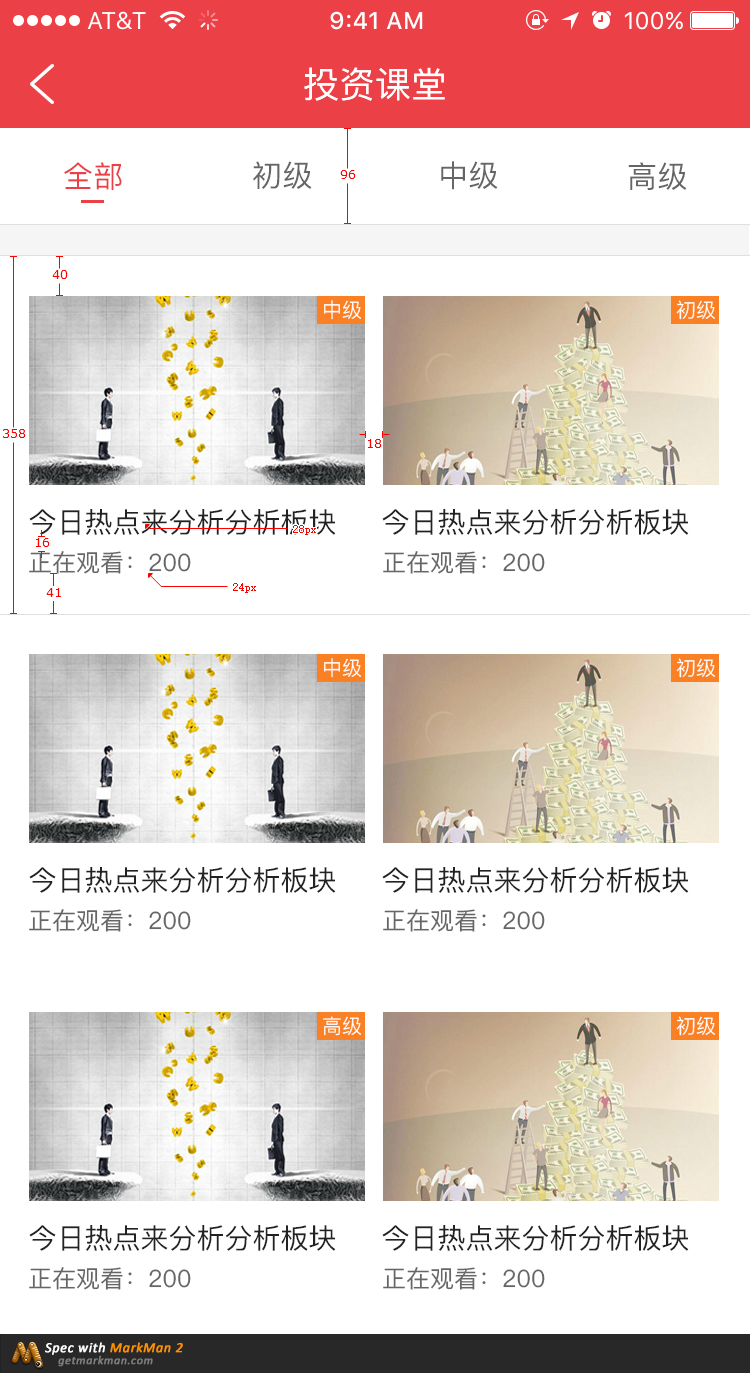 AT&T 9:41 AM 100%
投资课堂
全部 初级 中级 高级
96
40
中级 初级
358
18
今日热点来分析分析板块 今日热点来分析分析板块
28px
16
正在观看：200 正在观看：200
24px
41
中级 初级
今日热点来分析分析板块 今日热点来分析分析板块
正在观看：200 正在观看：200
高级 初级
今日热点来分析分析板块 今日热点来分析分析板块
正在观看：200 正在观看：200
Spec with MarkMan 2
getmarkman.com